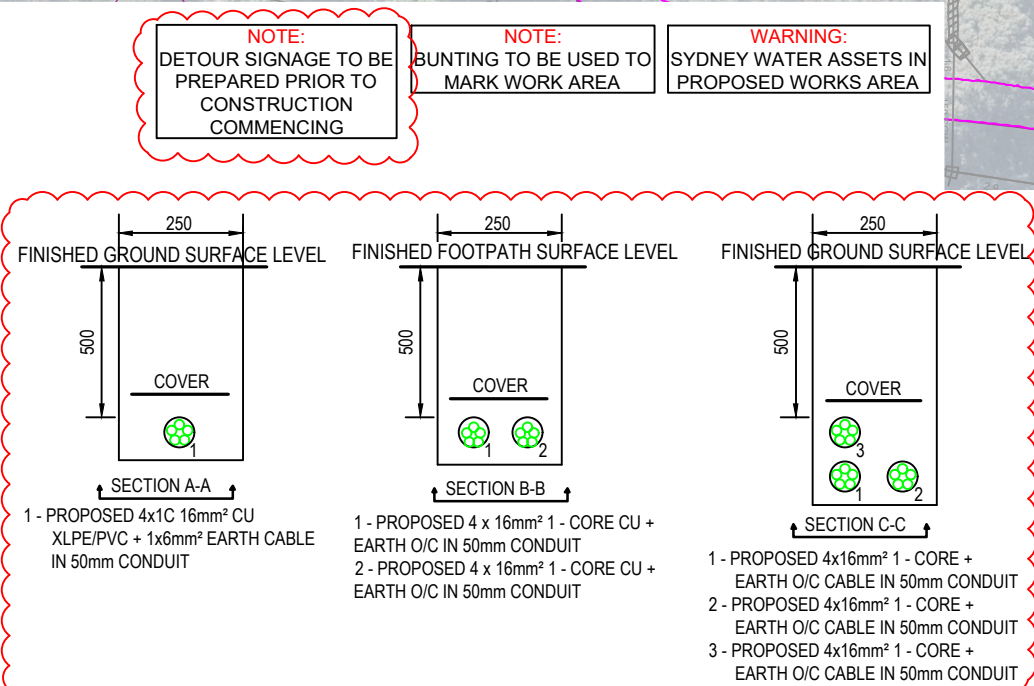 NOTE:
DETOUR SIGNAGE TO BE
PREPARED PRIOR TO
CONSTRUCTION
COMMENCING
NOTE:
BUNTING TO BE USED TO
MARK WORK AREA
WARNING:
SYDNEY WATER ASSETS IN
PROPOSED WORKS AREA
250
FINISHED GROUND SURFACE LEVEL
500
COVER
1
SECTION A-A
1 - PROPOSED 4x1C 16mm² CU
XLPE/PVC + 1x6mm² EARTH CABLE
IN 50mm CONDUIT
250
FINISHED FOOTPATH SURFACE LEVEL
500
COVER
1
2
SECTION B-B
1 - PROPOSED 4 x 16mm² 1 - CORE CU +
EARTH O/C IN 50mm CONDUIT
2 - PROPOSED 4 x 16mm² 1 - CORE CU +
EARTH O/C IN 50mm CONDUIT
250
FINISHED GROUND SURFACE LEVEL
500
COVER
3
1
2
SECTION C-C
1 - PROPOSED 4x16mm² 1 - CORE +
EARTH O/C CABLE IN 50mm CONDUIT
2 - PROPOSED 4x16mm² 1 - CORE +
EARTH O/C CABLE IN 50mm CONDUIT
3 - PROPOSED 4x16mm² 1 - CORE +
EARTH O/C CABLE IN 50mm CONDUIT